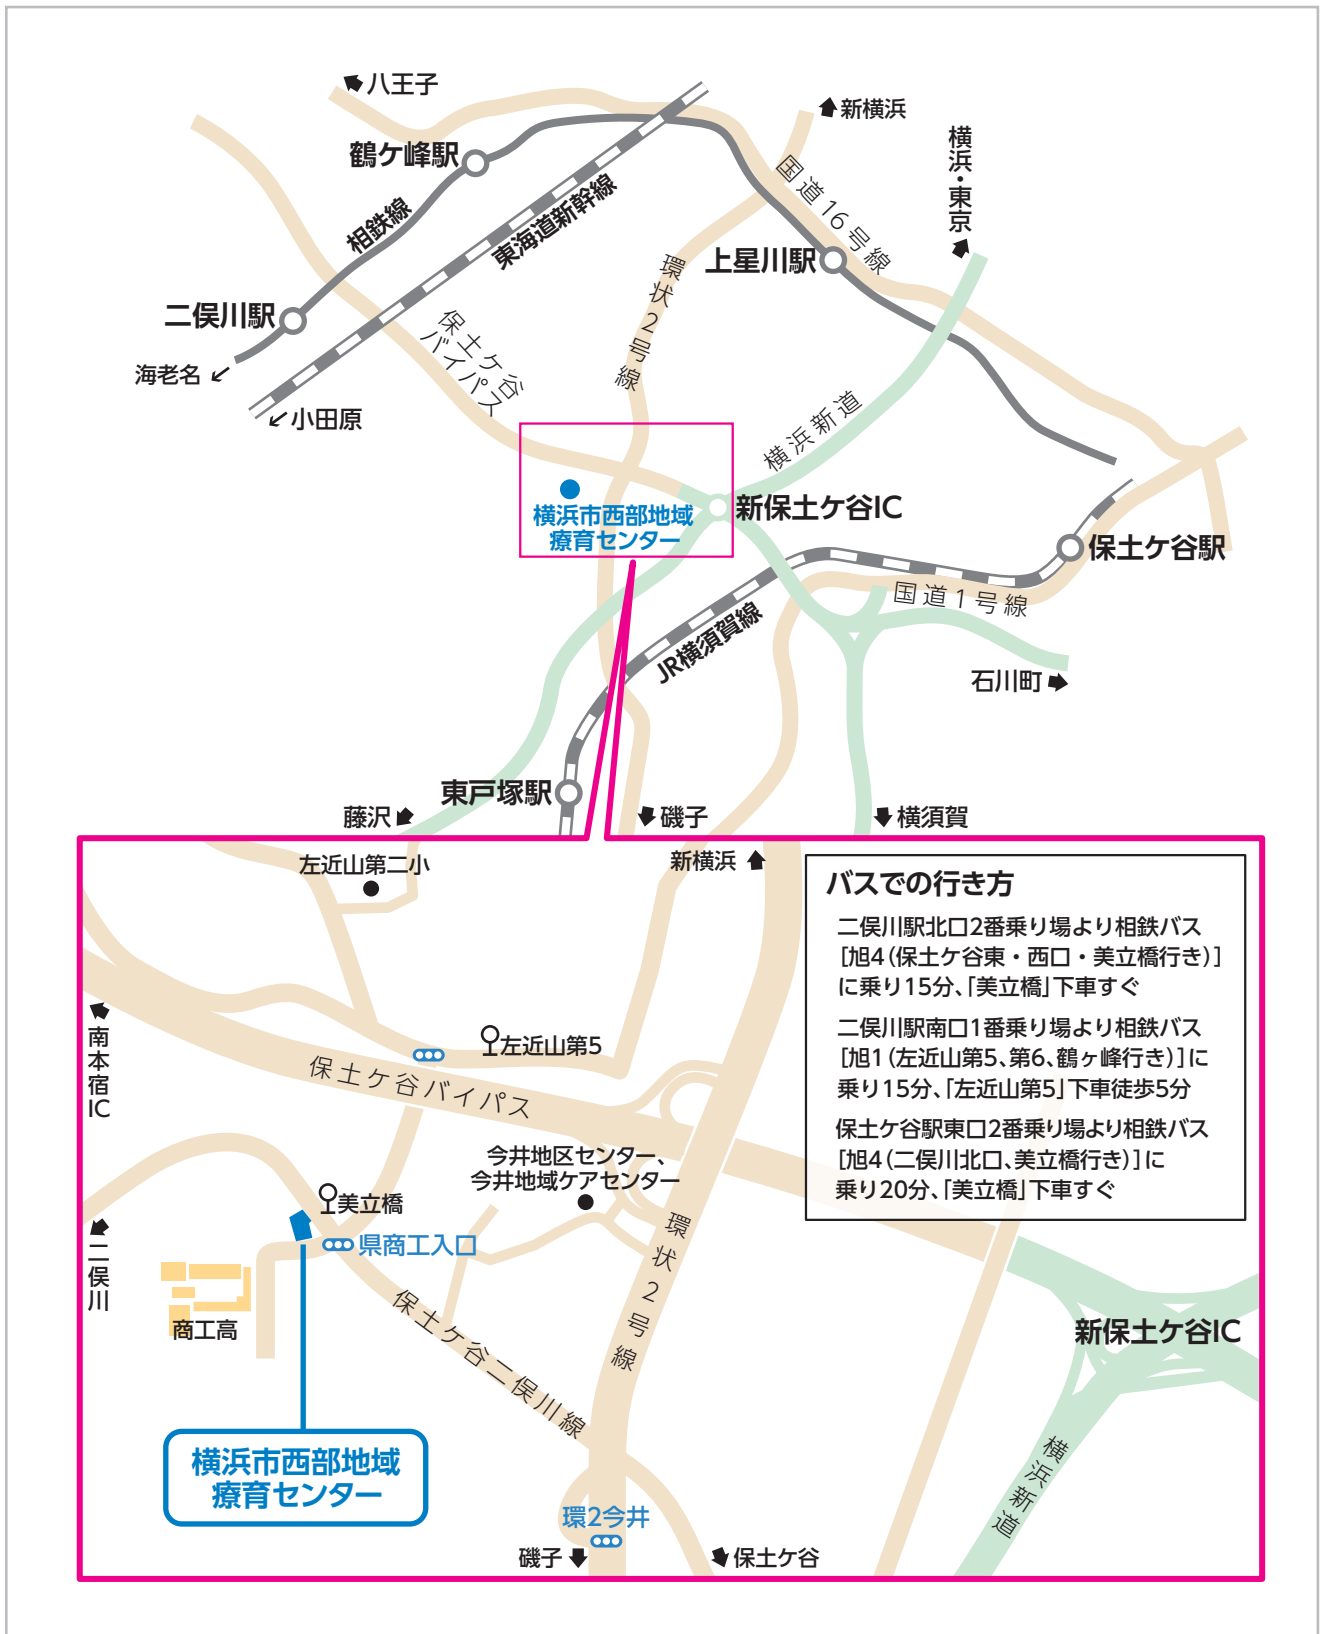 八王子
新横浜
横浜・東京
鶴ケ峰駅
国道16号線
相鉄線
東海道新幹線
上星川駅
環状2号線
二俣川駅
保土ケ谷
バイパス
海老名
小田原
横浜新道
横浜市西部地域
療育センター
新保土ケ谷IC
保土ケ谷駅
国道1号線
JR横須賀線
石川町
東戸塚駅
藤沢
磯子
横須賀
左近山第二小
新横浜
バスでの行き方
二俣川駅北口2番乗り場より相鉄バス
[旭4(保土ケ谷東・西口・美立橋行き)]
に乗り15分、「美立橋」下車すぐ
二俣川駅南口1番乗り場より相鉄バス
[旭1(左近山第5、第6、鶴ヶ峰行き)]に
乗り15分、「左近山第5」下車徒歩5分
保土ケ谷駅東口2番乗り場より相鉄バス
[旭4(二俣川北口、美立橋行き)]に
乗り20分、「美立橋」下車すぐ
南本宿IC
左近山第5
保土ケ谷バイパス
今井地区センター、
今井地域ケアセンター
美立橋
二俣川
県商工入口
環状2号線
商工高
保土ケ谷二俣川線
新保土ケ谷IC
横浜市西部地域
療育センター
横浜新道
環2今井
磯子
保土ケ谷